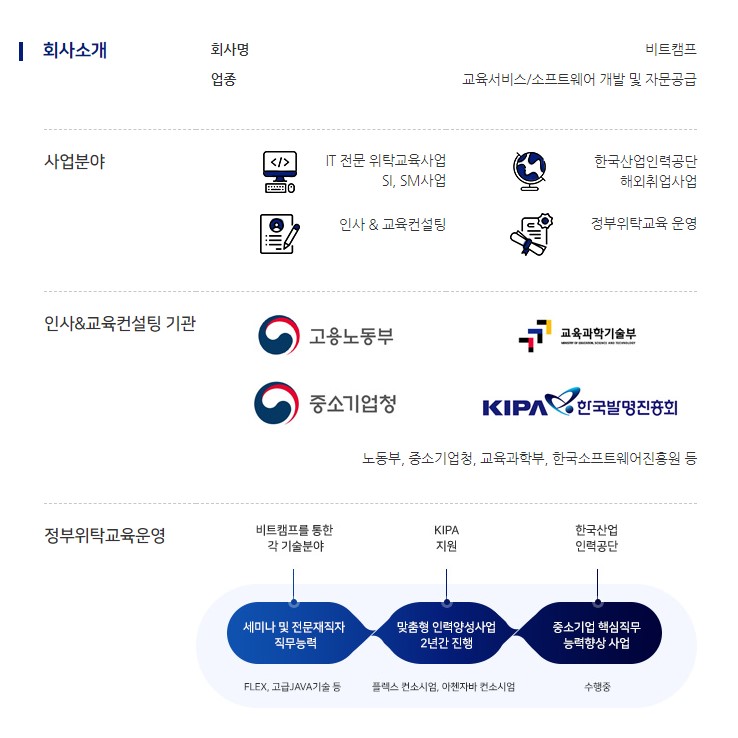 회사소개
회사명
비트캠프
업종
교육서비스/소프트웨어 개발 및 자문공급
사업분야
</>
IT 전문 위탁교육사업
SI, SM사업
한국산업인력공단
해외취업사업
인사 & 교육컨설팅
정부위탁교육 운영
인사&교육컨설팅 기관
고용노동부
교육과학기술부
MINISTRY OF EDUCATION, SCIENCE AND TECHNOLOGY
중소기업청
KIPA 한국발명진흥회
노동부, 중소기업청, 교육과학부, 한국소프트웨어진흥원 등
정부위탁교육운영
비트캠프를 통한
각 기술분야
KIPA
지원
한국산업
인력공단
세미나 및 전문재직자
직무능력
맞춤형 인력양성사업
2년간 진행
중소기업 핵심직무
능력향상 사업
FLEX, 고급JAVA기술 등
플렉스 컨소시엄, 아첸자바 컨소시엄
수행중